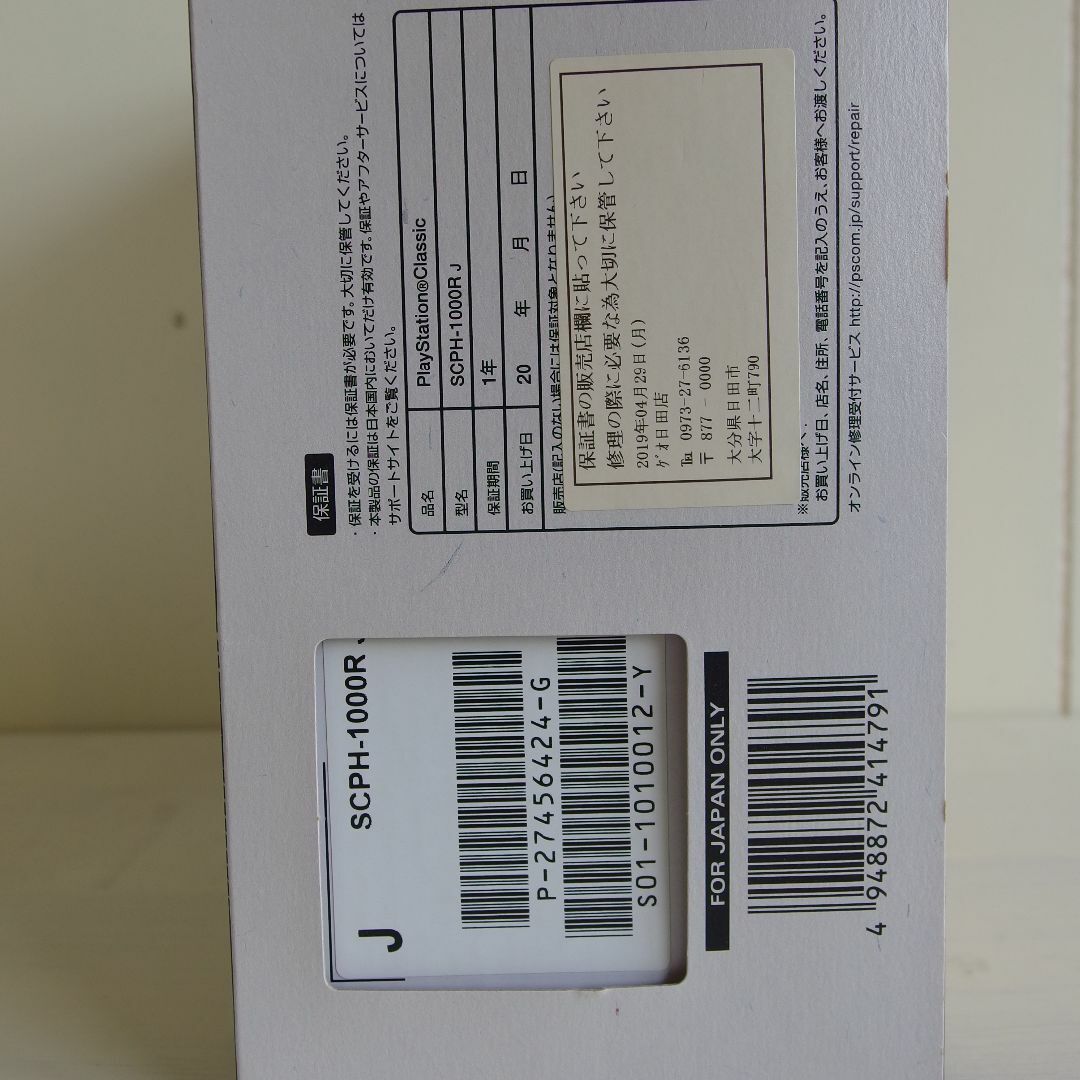 保証書
・保証を受けるには保証書が必要です。大切に保管してください。
・本製品の保証は日本国内においてだけ有効です。保証やアフターサービスについては
サポートサイトをご覧ください。
品名 PlayStation®Classic
型名 SCPH-1000R J
保証期間 1年
お買い上げ日 20 年 月 日
販売店(記入のない場合には保証対象となりません)
保証書の販売店欄に貼って下さい
修理の際に必要な為大切に保管して下さい
2019年04月29日(月)
ゲオ日田店
℡ 0973-27-6136
〒 877-0000
大分県日田市
大字十二町790
※販売店様へ:
お買い上げ日、店名、住所、電話番号を記入のうえ、お客様へお渡しください。
オンライン修理受付サービス http://pscom.jp/support/repair
J SCPH-1000R J
P-27456424-G
S01-1010012-Y
FOR JAPAN ONLY
4 948872 414791